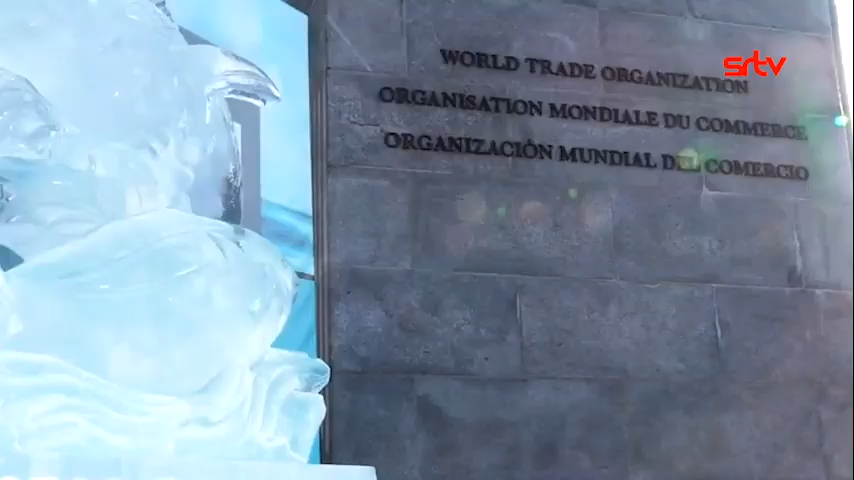 WORLD TRADE ORGANIZATION
ORGANISATION MONDIALE DU COMMERCE
ORGANIZACIÓN MUNDIAL DEL COMERCIO
srtv